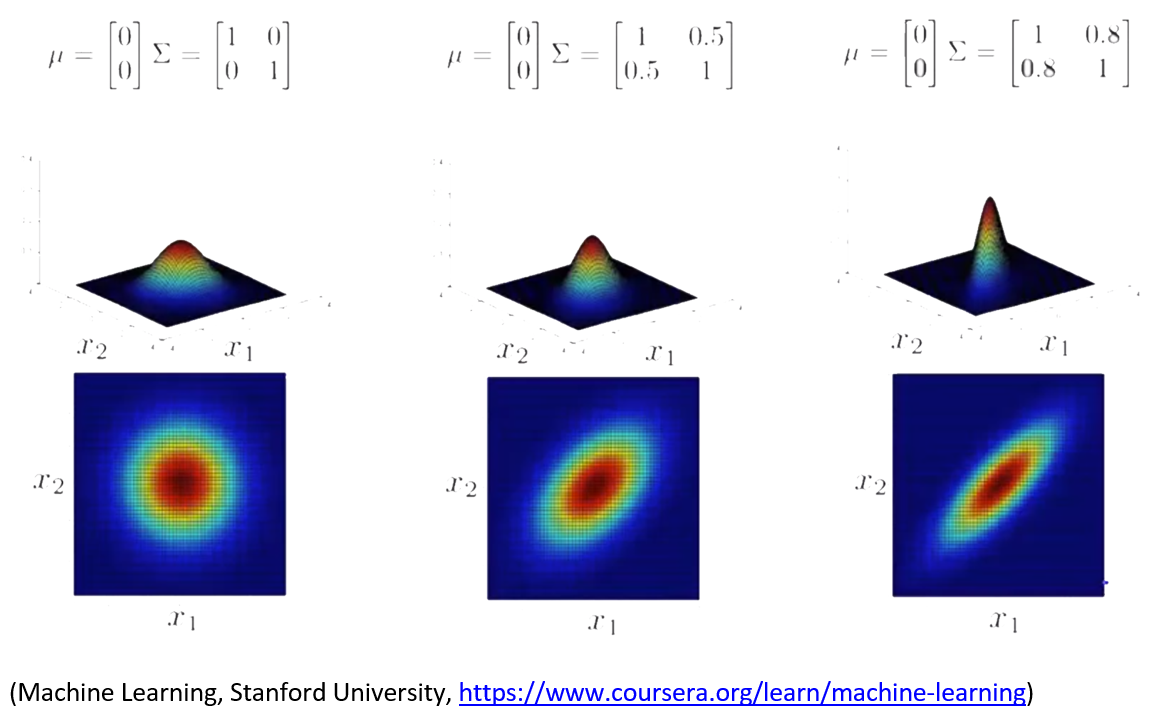 μ = [0 0] Σ = [1 0 0 1]
μ = [0 0] Σ = [1 0.5 0.5 1]
μ = [0 0] Σ = [1 0.8 0.8 1]
x2 x1
x2 x1
x2 x1
x2
x2
x2
x1
x1
x1
(Machine Learning, Stanford University, https://www.coursera.org/learn/machine-learning)